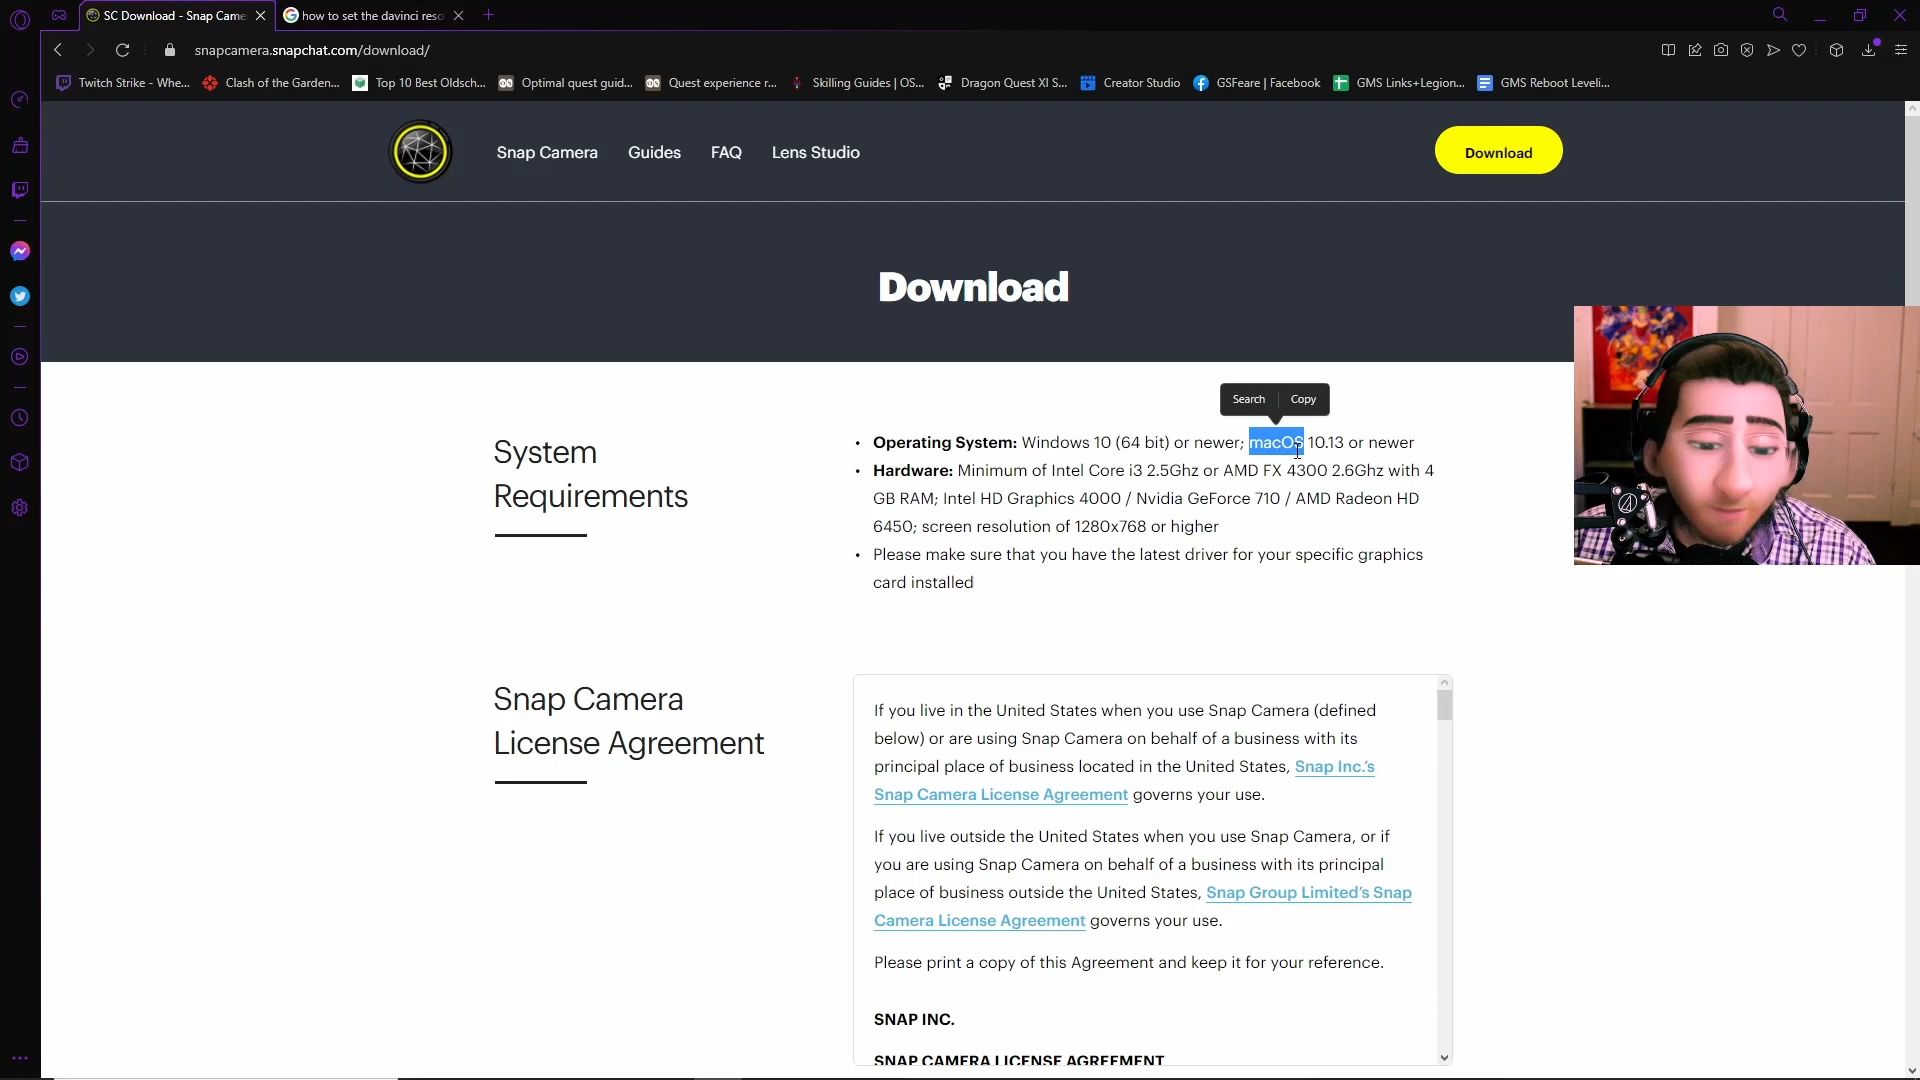 SC Download - Snap Came
how to set the davinci reso
snapcamera.snapchat.com/download/
Twitch Strike - Whe...
Clash of the Garden...
Top 10 Best Oldsch...
Optimal quest guid...
Quest experience r...
Skilling Guides | OS...
Dragon Quest XI S...
Creator Studio
GSFeare | Facebook
GMS Links+Legion...
GMS Reboot Leveli...
Snap Camera
Guides
FAQ
Lens Studio
Download
Download
Search
Copy
System
Requirements
• Operating System: Windows 10 (64 bit) or newer; macOS 10.13 or newer
• Hardware: Minimum of Intel Core i3 2.5Ghz or AMD FX 4300 2.6Ghz with 4
GB RAM; Intel HD Graphics 4000 / Nvidia GeForce 710 / AMD Radeon HD
6450; screen resolution of 1280x768 or higher
• Please make sure that you have the latest driver for your specific graphics
card installed
Snap Camera
License Agreement
If you live in the United States when you use Snap Camera (defined
below) or are using Snap Camera on behalf of a business with its
principal place of business located in the United States, Snap Inc.'s
Snap Camera License Agreement governs your use.
If you live outside the United States when you use Snap Camera, or if
you are using Snap Camera on behalf of a business with its principal
place of business outside the United States, Snap Group Limited's Snap
Camera License Agreement governs your use.
Please print a copy of this Agreement and keep it for your reference.
SNAP INC.
SNAP CAMERA LICENSE AGREEMENT